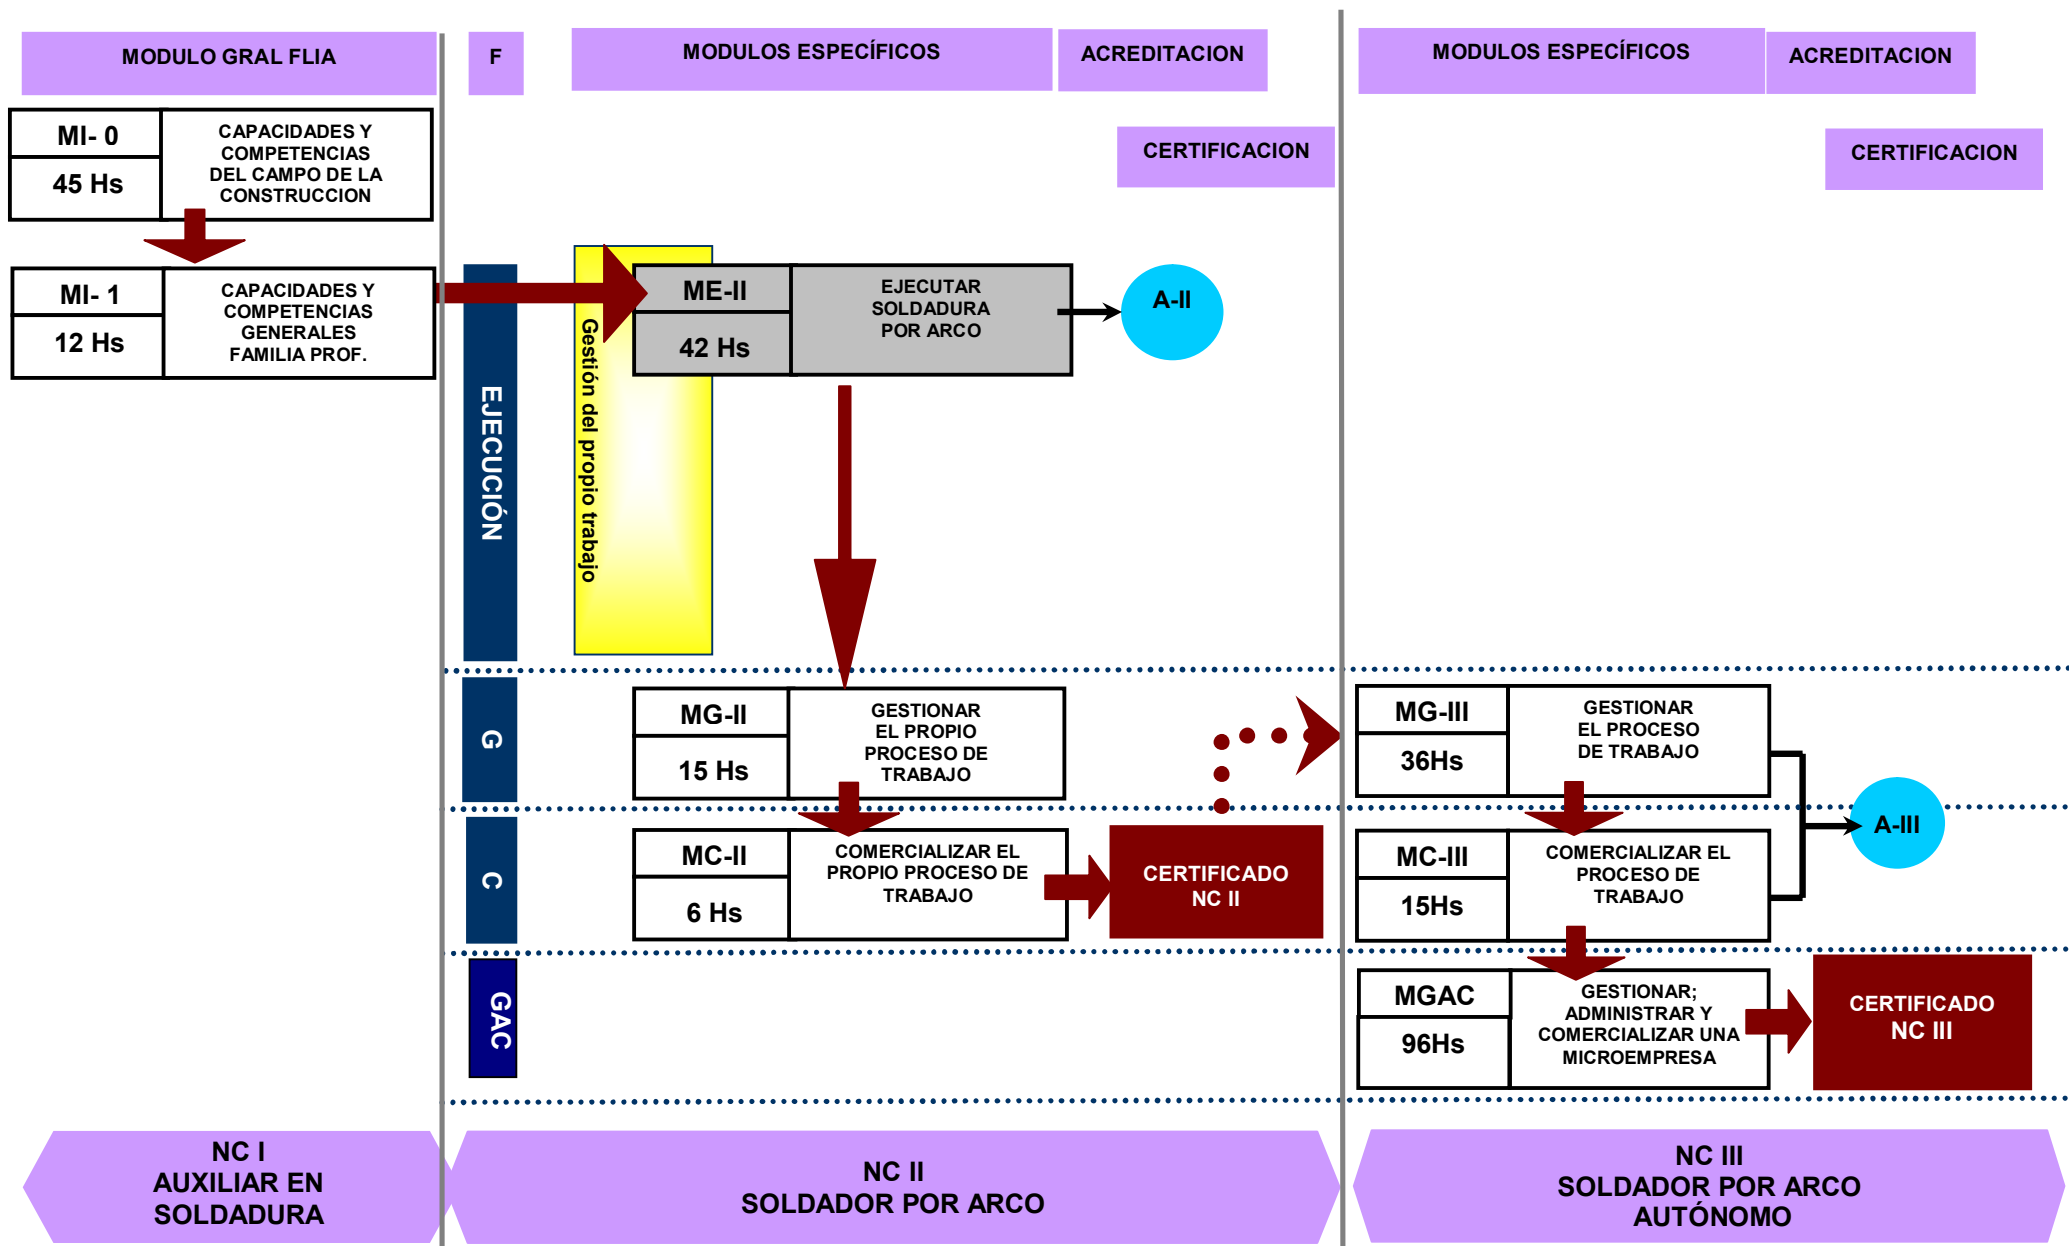 MODULO GRAL FLIA
F
MODULOS ESPECÍFICOS
ACREDITACION
MODULOS ESPECÍFICOS
ACREDITACION
CERTIFICACION
CERTIFICACION
MI- 0
45 Hs
CAPACIDADES Y
COMPETENCIAS
DEL CAMPO DE LA
CONSTRUCCION
MI- 1
12 Hs
CAPACIDADES Y
COMPETENCIAS
GENERALES
FAMILIA PROF.
EJECUCIÓN
Gestión del propio trabajo
ME-II
42 Hs
EJECUTAR
SOLDADURA
POR ARCO
A-II
G
MG-II
15 Hs
GESTIONAR
EL PROPIO
PROCESO DE
TRABAJO
MG-III
36Hs
GESTIONAR
EL PROCESO
DE TRABAJO
C
MC-II
6 Hs
COMERCIALIZAR EL
PROPIO PROCESO DE
TRABAJO
CERTIFICADO
NC II
MC-III
15Hs
COMERCIALIZAR EL
PROCESO DE
TRABAJO
A-III
GAC
MGAC
96Hs
GESTIONAR;
ADMINISTRAR Y
COMERCIALIZAR UNA
MICROEMPRESA
CERTIFICADO
NC III
NC I
AUXILIAR EN
SOLDADURA
NC II
SOLDADOR POR ARCO
NC III
SOLDADOR POR ARCO
AUTÓNOMO